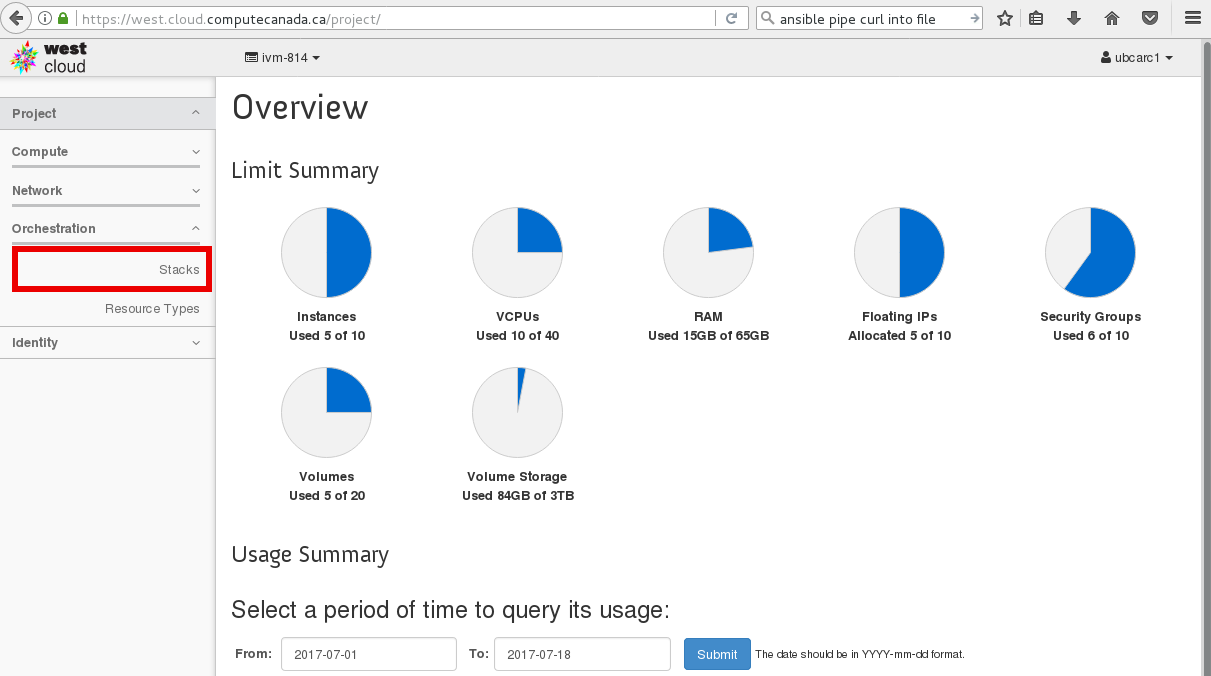 https://west.cloud.computecanada.ca/project/
ansible pipe curl into file
west
cloud
ivm-814
ubcarc1
Project
Compute
Network
Orchestration
Stacks
Resource Types
Identity
Overview
Limit Summary
Instances
Used 5 of 10
VCPUs
Used 10 of 40
RAM
Used 15GB of 65GB
Floating IPs
Allocated 5 of 10
Security Groups
Used 6 of 10
Volumes
Used 5 of 20
Volume Storage
Used 84GB of 3TB
Usage Summary
Select a period of time to query its usage:
From: 2017-07-01 To: 2017-07-18 Submit The date should be in YYYY-mm-dd format.